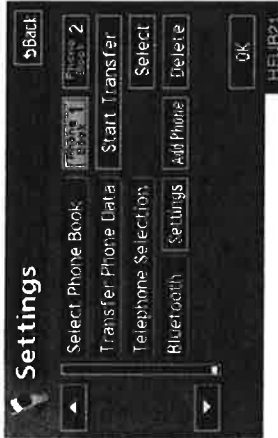 Settings
Back
Select Phone Book
Phone Book 1
Phone Book 2
Transfer Phone Data
Start Transfer
Telephone Selection
Select
Bluetooth
Settings
Add Phone
Delete
OK